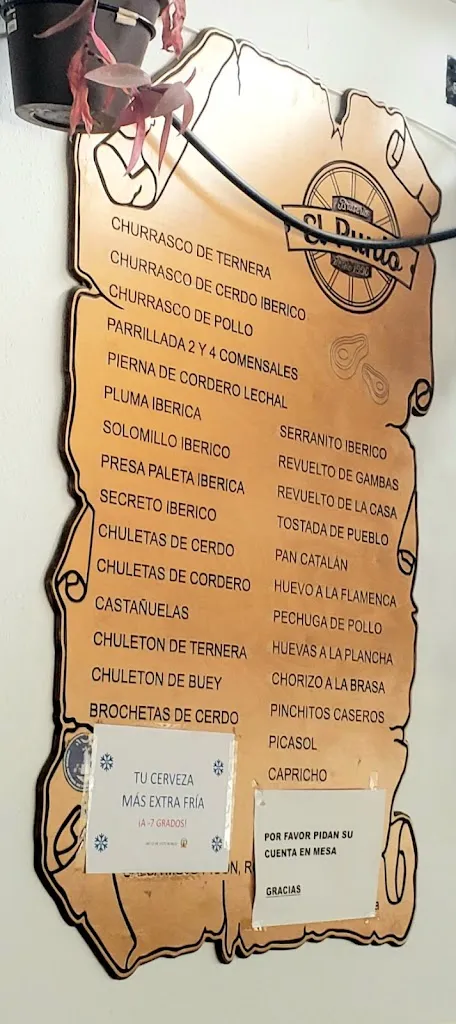 El Punto
CHURRASCO DE TERNERA
CHURRASCO DE CERDO IBERICO
CHURRASCO DE POLLO
PARRILLADA 2 Y 4 COMENSALES
PIERNA DE CORDERO LECHAL
PLUMA IBERICA
SOLOMILLO IBERICO
PRESA PALETA IBERICA
SECRETO IBERICO
CHULETAS DE CERDO
CHULETAS DE CORDERO
CASTAÑUELAS
CHULETON DE TERNERA
CHULETON DE BUEY
BROCHETAS DE CERDO
SERRANITO IBERICO
REVUELTO DE GAMBAS
REVUELTO DE LA CASA
TOSTADA DE PUEBLO
PAN CATALÁN
HUEVO A LA FLAMENCA
PECHUGA DE POLLO
HUEVAS A LA PLANCHA
CHORIZO A LA BRASA
PINCHITOS CASEROS
PICASOL
CAPRICHO
TU CERVEZA
MÁS EXTRA FRÍA
¡A -7 GRADOS!
POR FAVOR PIDAN SU
CUENTA EN MESA
GRACIAS